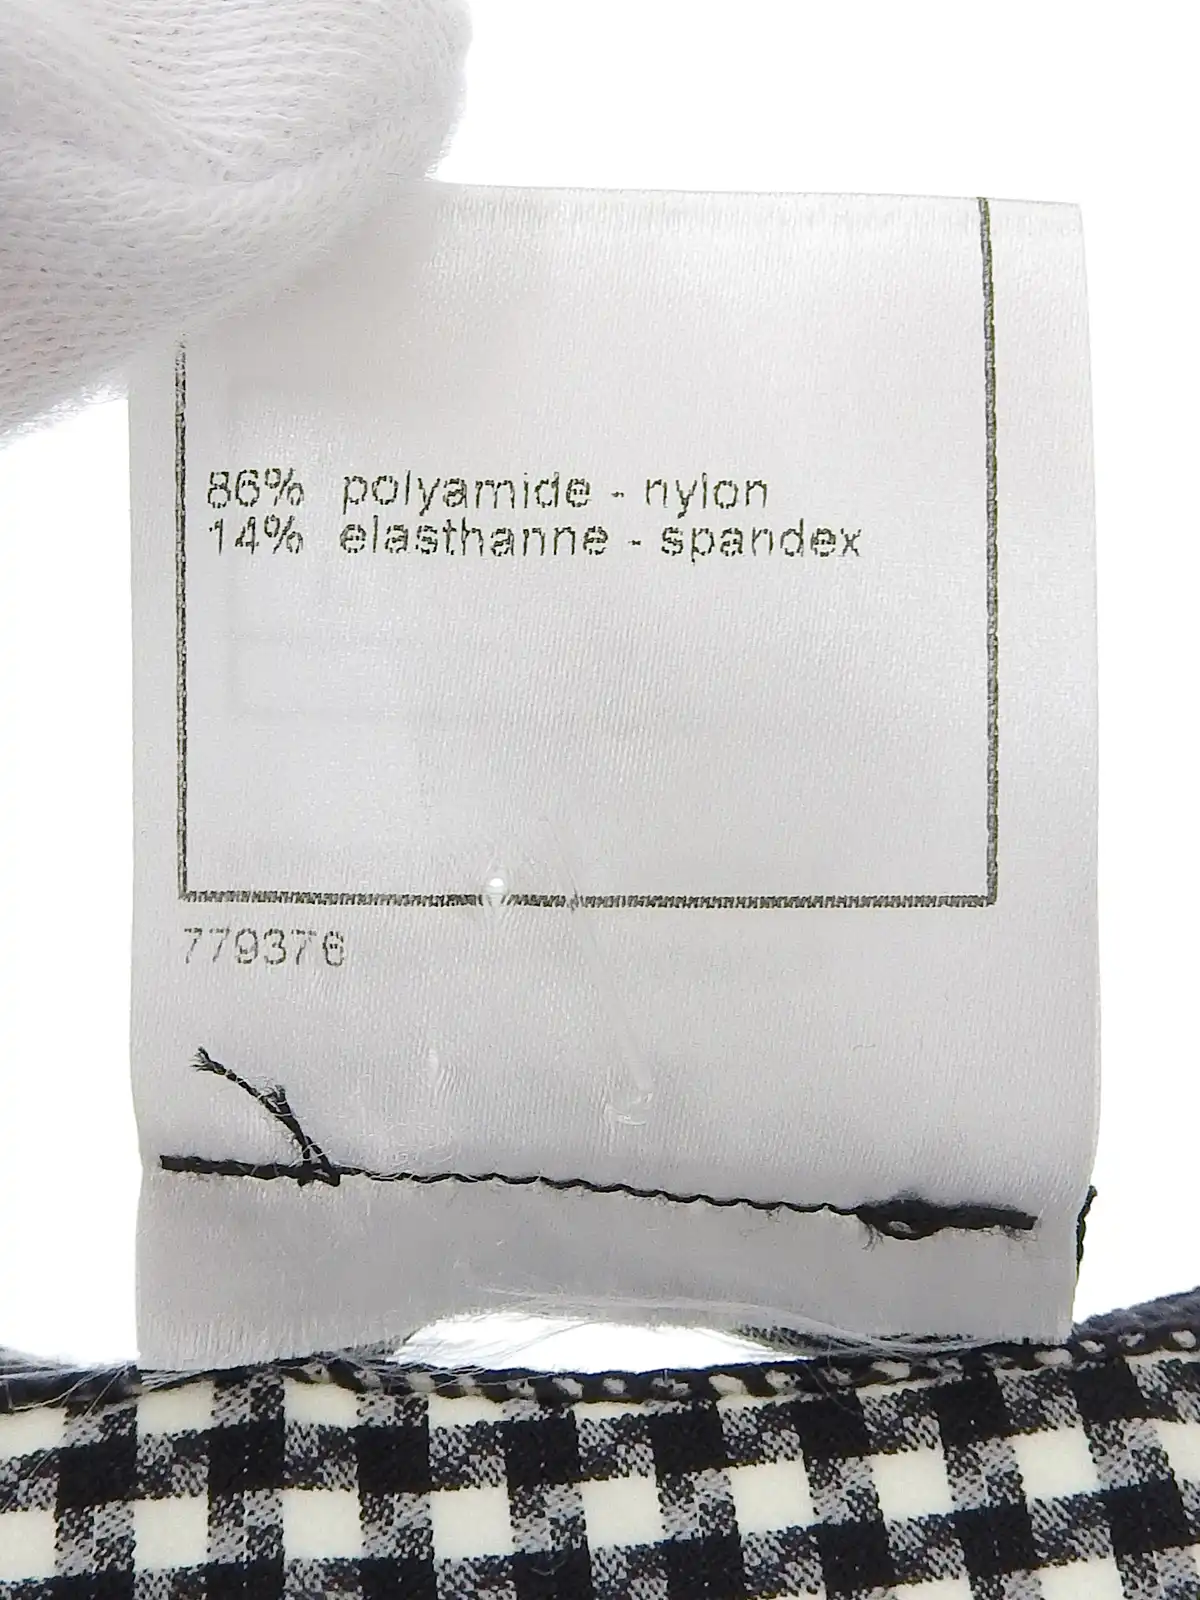 86% polyamide - nylon
14% elasthanne - spandex
779376